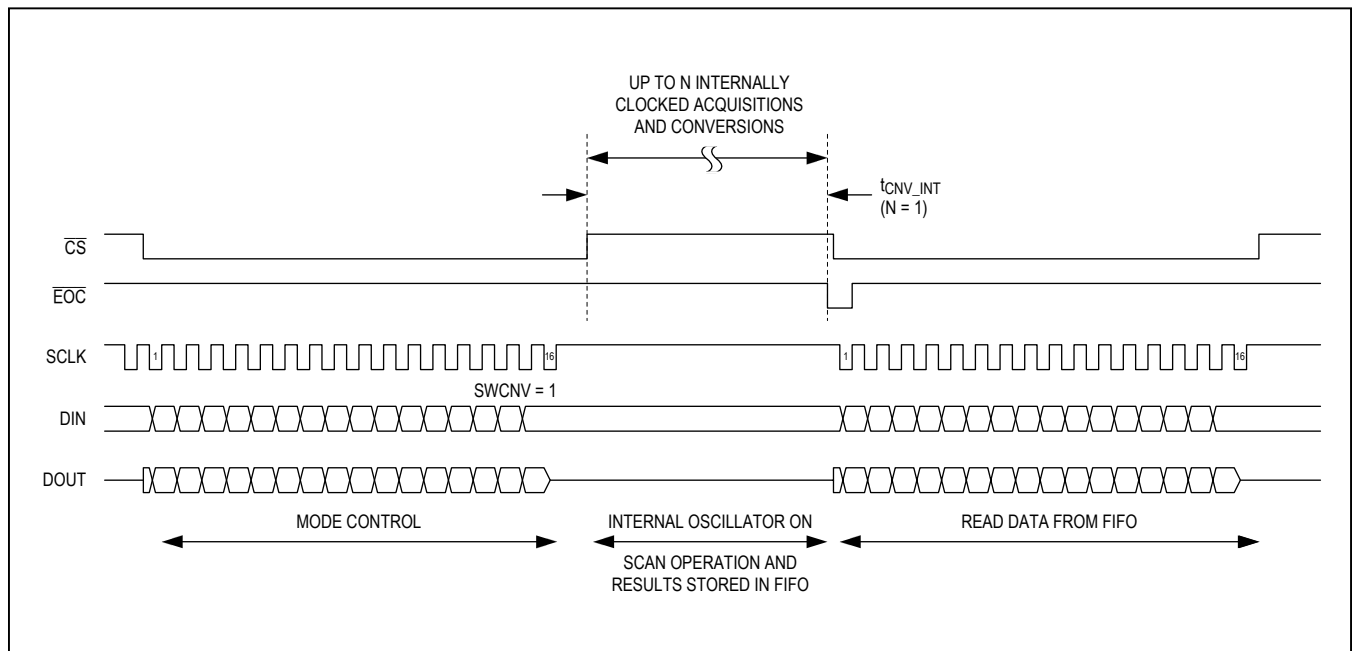 UP TO N INTERNALLY
CLOCKED ACQUISITIONS
AND CONVERSIONS
tCNV_INT
(N = 1)
CS
EOC
SCLK
1
16
1
16
SWCNV = 1
DIN
DOUT
MODE CONTROL
INTERNAL OSCILLATOR ON
READ DATA FROM FIFO
SCAN OPERATION AND
RESULTS STORED IN FIFO